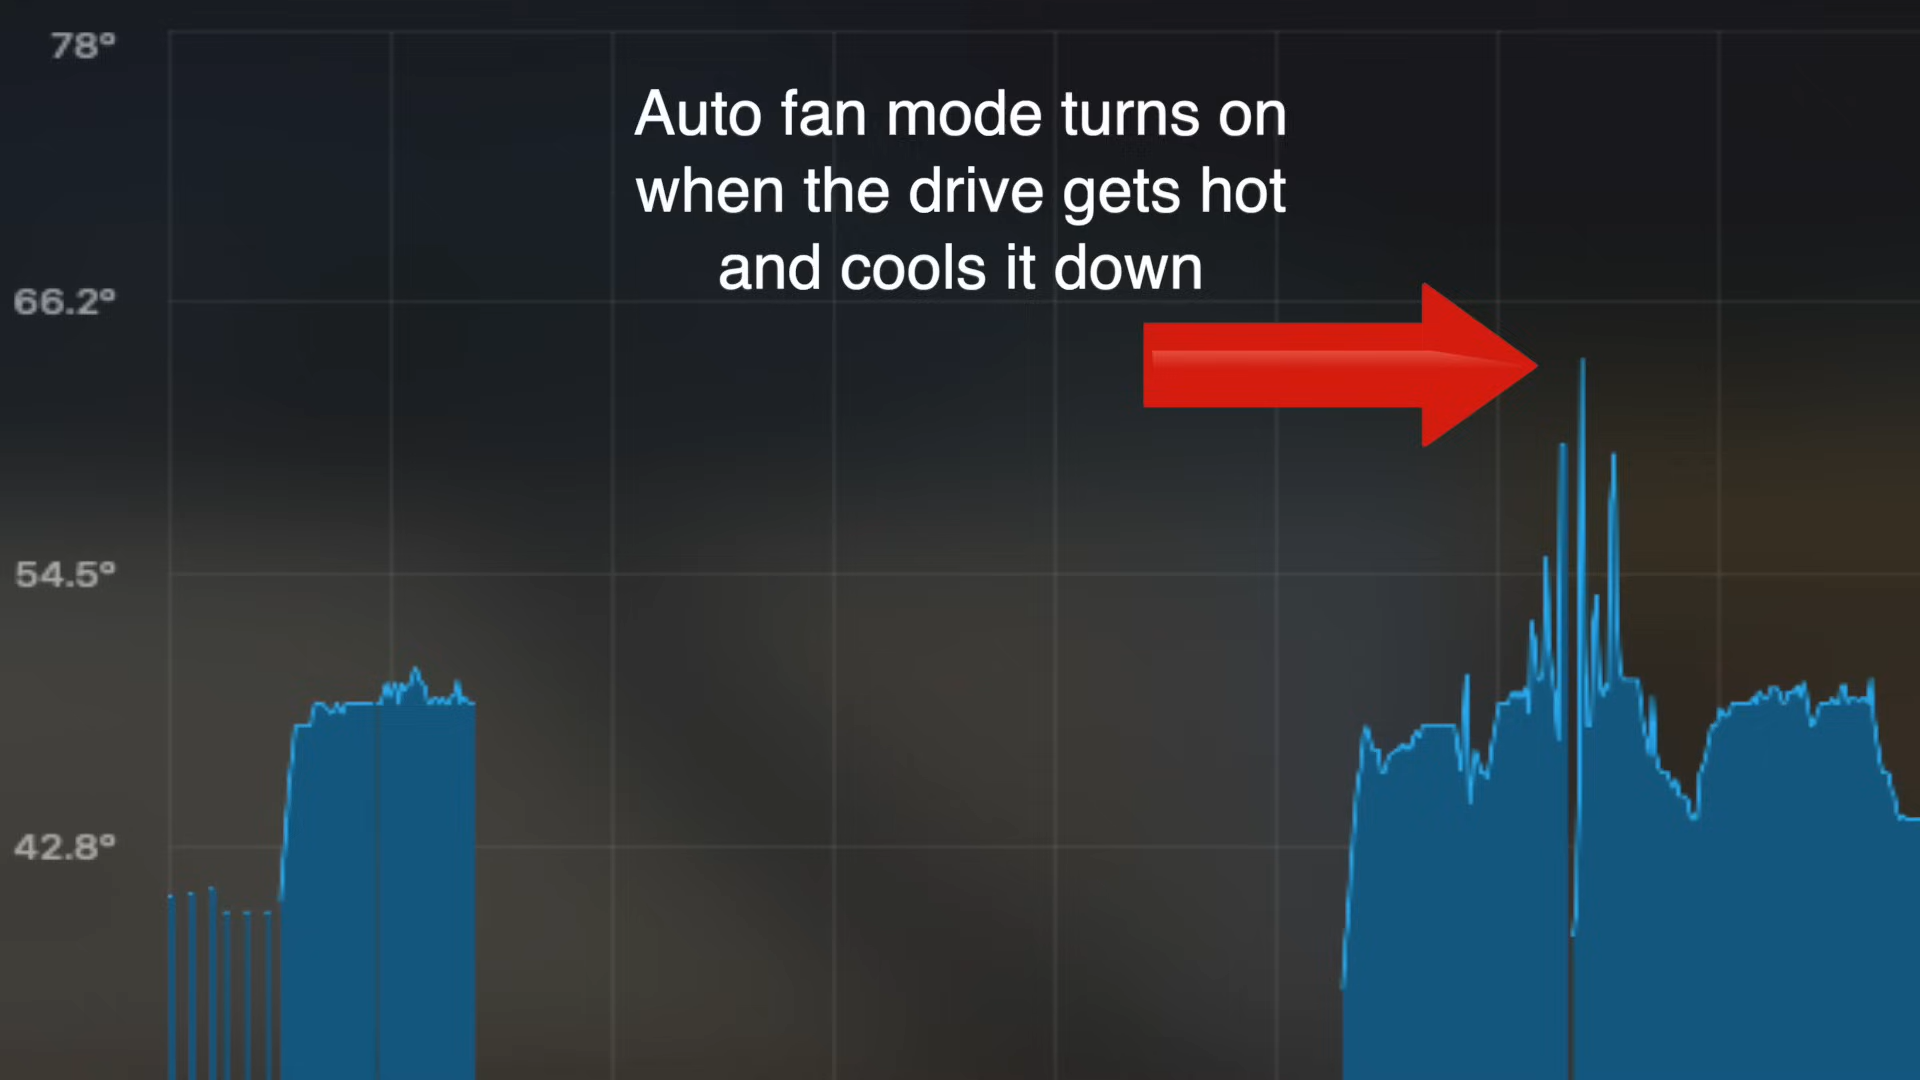 78°
Auto fan mode turns on
when the drive gets hot
and cools it down
66.2°
54.5°
42.8°